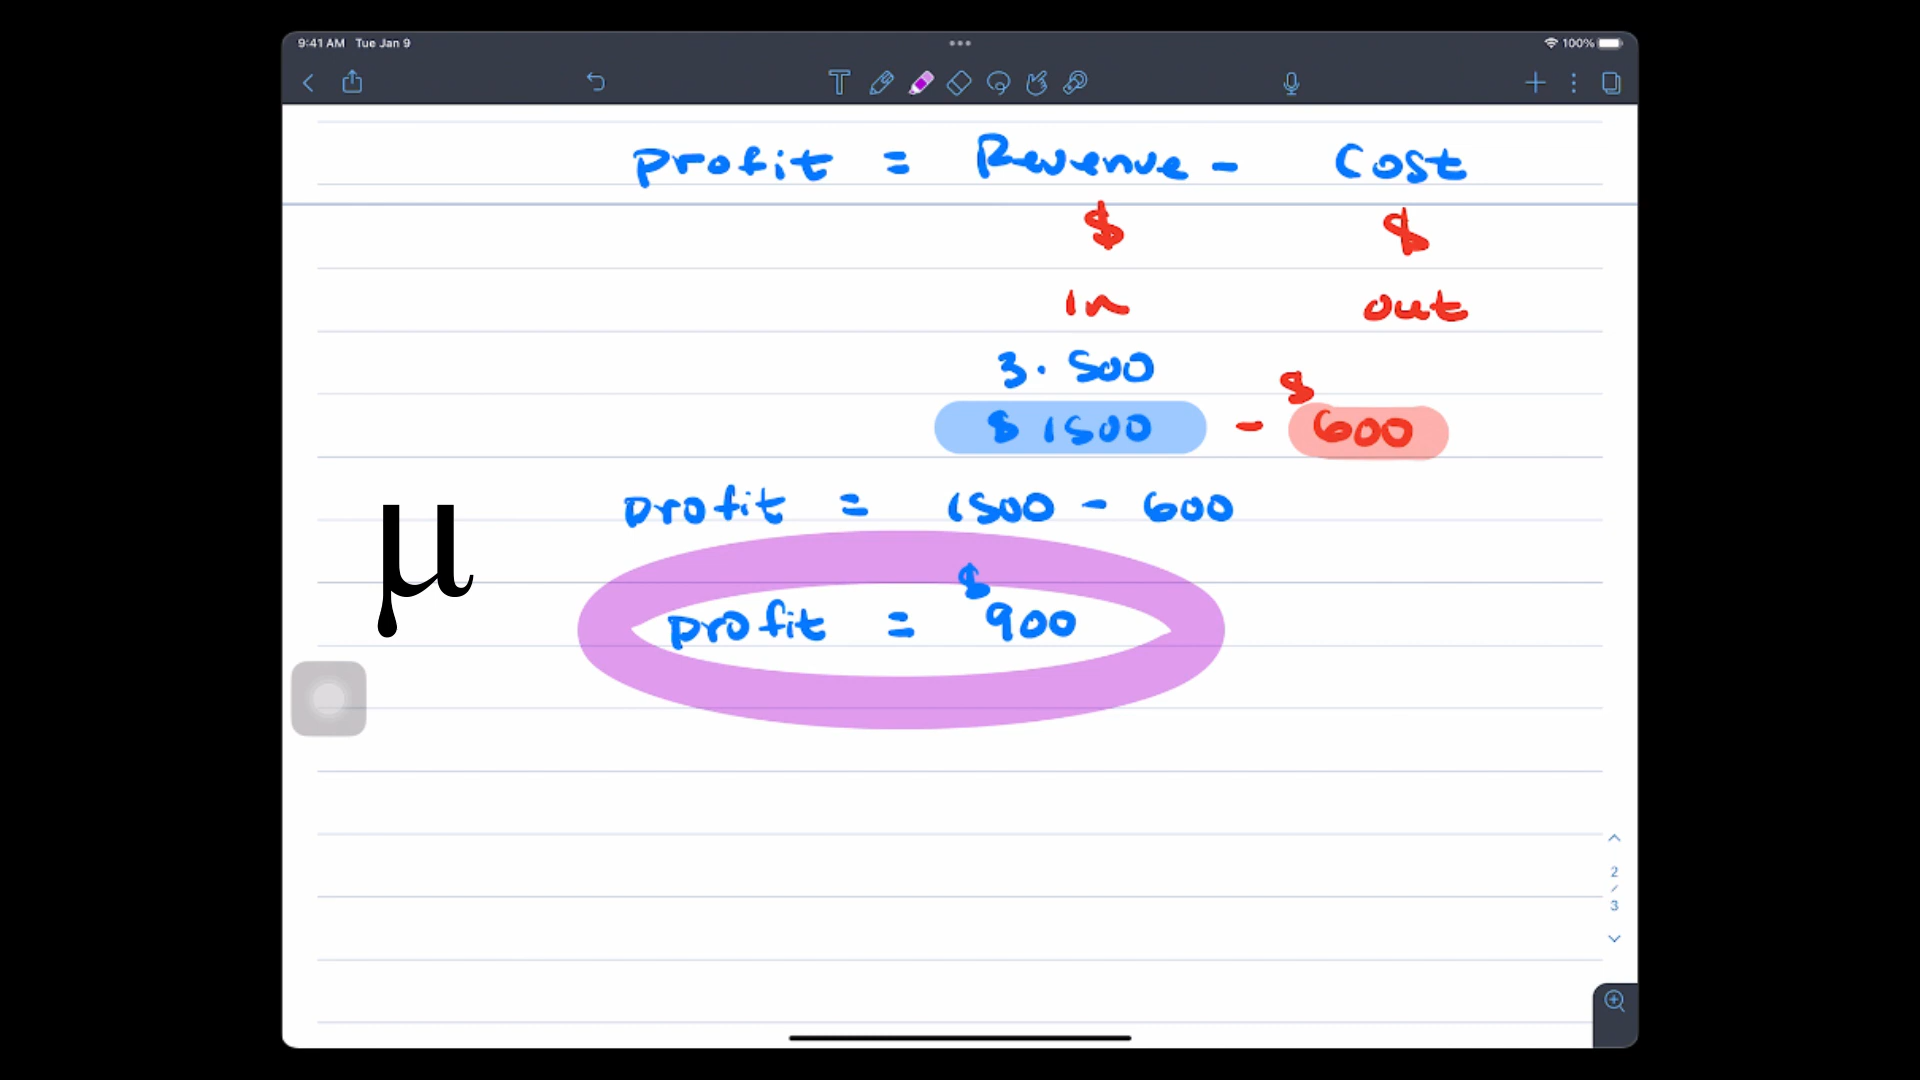 9:41 AM Tue Jan 9
100%
profit = Revenue - Cost
$ $
in out
3. 500
$
$ 1500 - 600
profit = 1500 - 600
µ
$
profit = 900
2
/
3